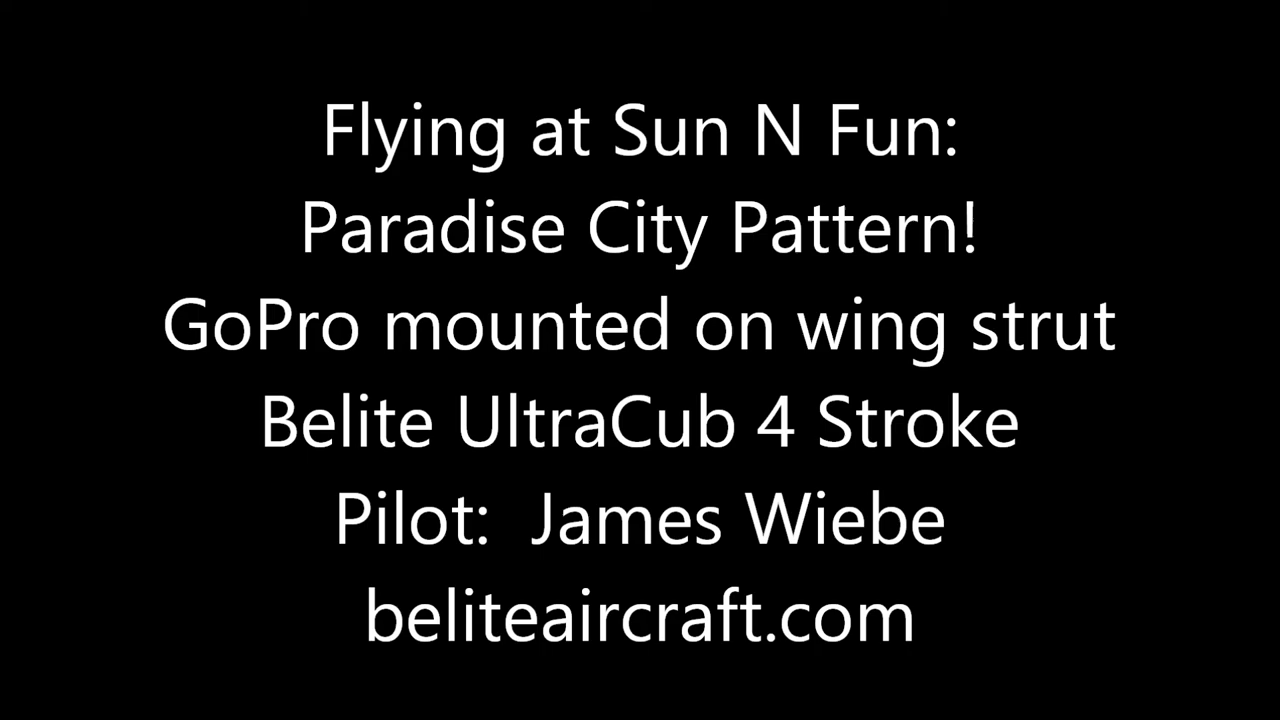 Flying at Sun N Fun:
Paradise City Pattern!
GoPro mounted on wing strut
Belite UltraCub 4 Stroke
Pilot:  James Wiebe
beliteaircraft.com